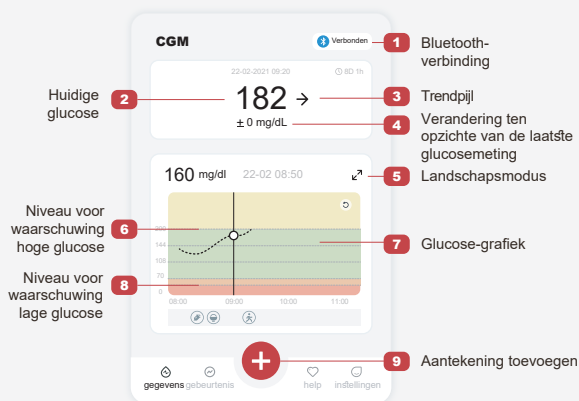 CGM
Verbonden
1 Bluetooth-
verbinding
22-02-2021 09:20 8D 1h
Huidige
glucose
2
182
3 Trendpijl
± 0 mg/dL
4 Verandering ten
opzichte van de laatste
glucosemeting
160 mg/dl 22-02 08:50
5 Landschapsmodus
Niveau voor
waarschuwing
hoge glucose
6
200
144
108
70
0
7 Glucose-grafiek
Niveau voor
waarschuwing
lage glucose
8
08:00 09:00 10:00 11:00
9 Aantekening toevoegen
gegevens gebeurtenis help instellingen